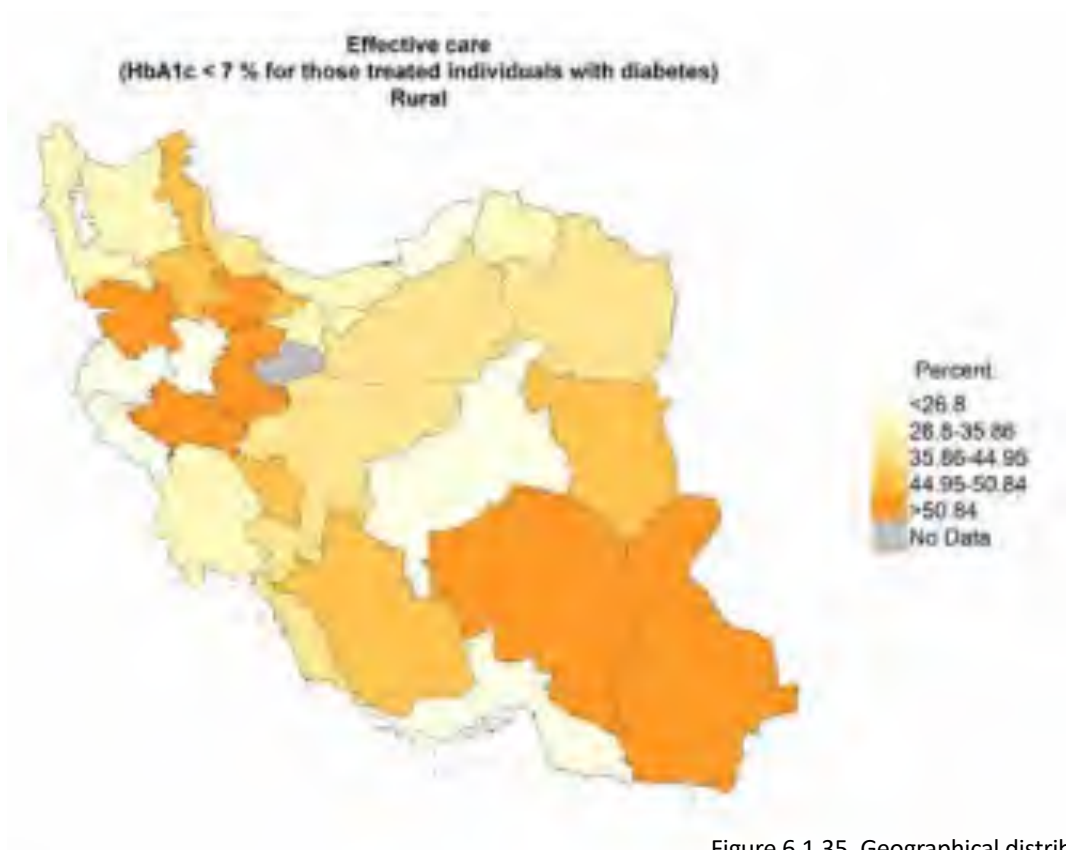 Effective care
(HbA1c < 7 % for those treated individuals with diabetes)
Rural
Percent
<26.8
26.8-35.86
35.86-44.95
44.95-50.84
>50.84
No Data
Figure 6.1.35. Geographical distrib